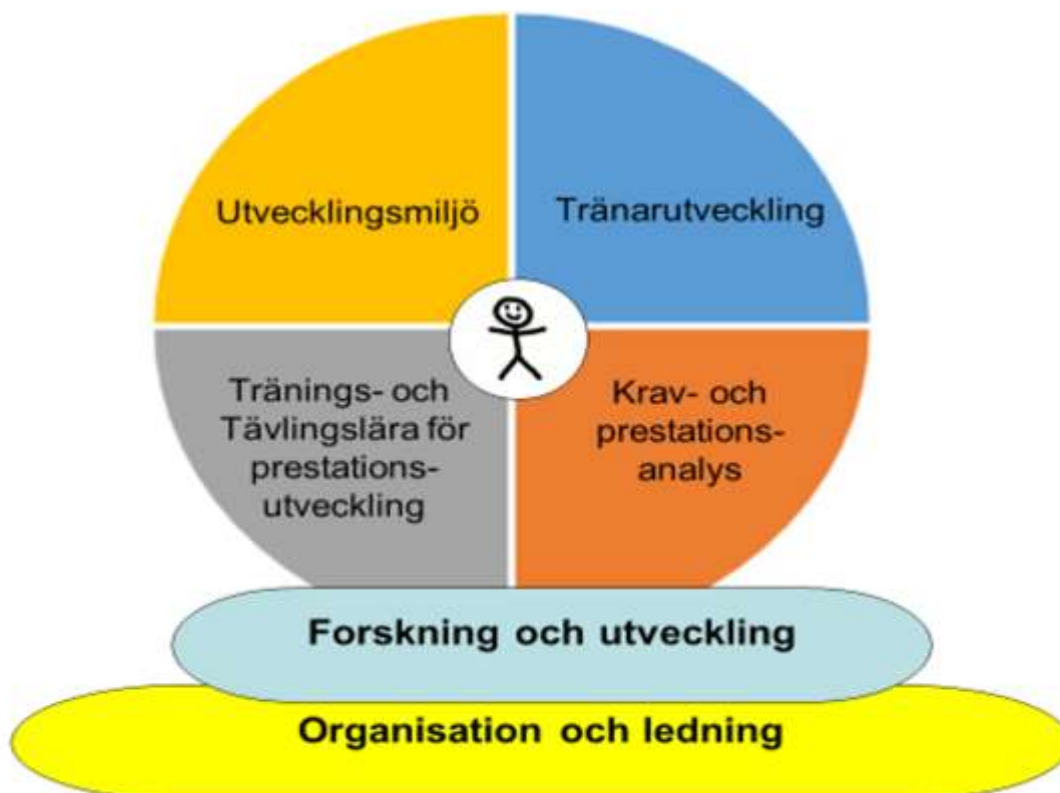 Utvecklingsmiljö
Tränarutveckling
Tränings- och
Tävlingslära för
prestations-
utveckling
Krav- och
prestations-
analys
Forskning och utveckling
Organisation och ledning